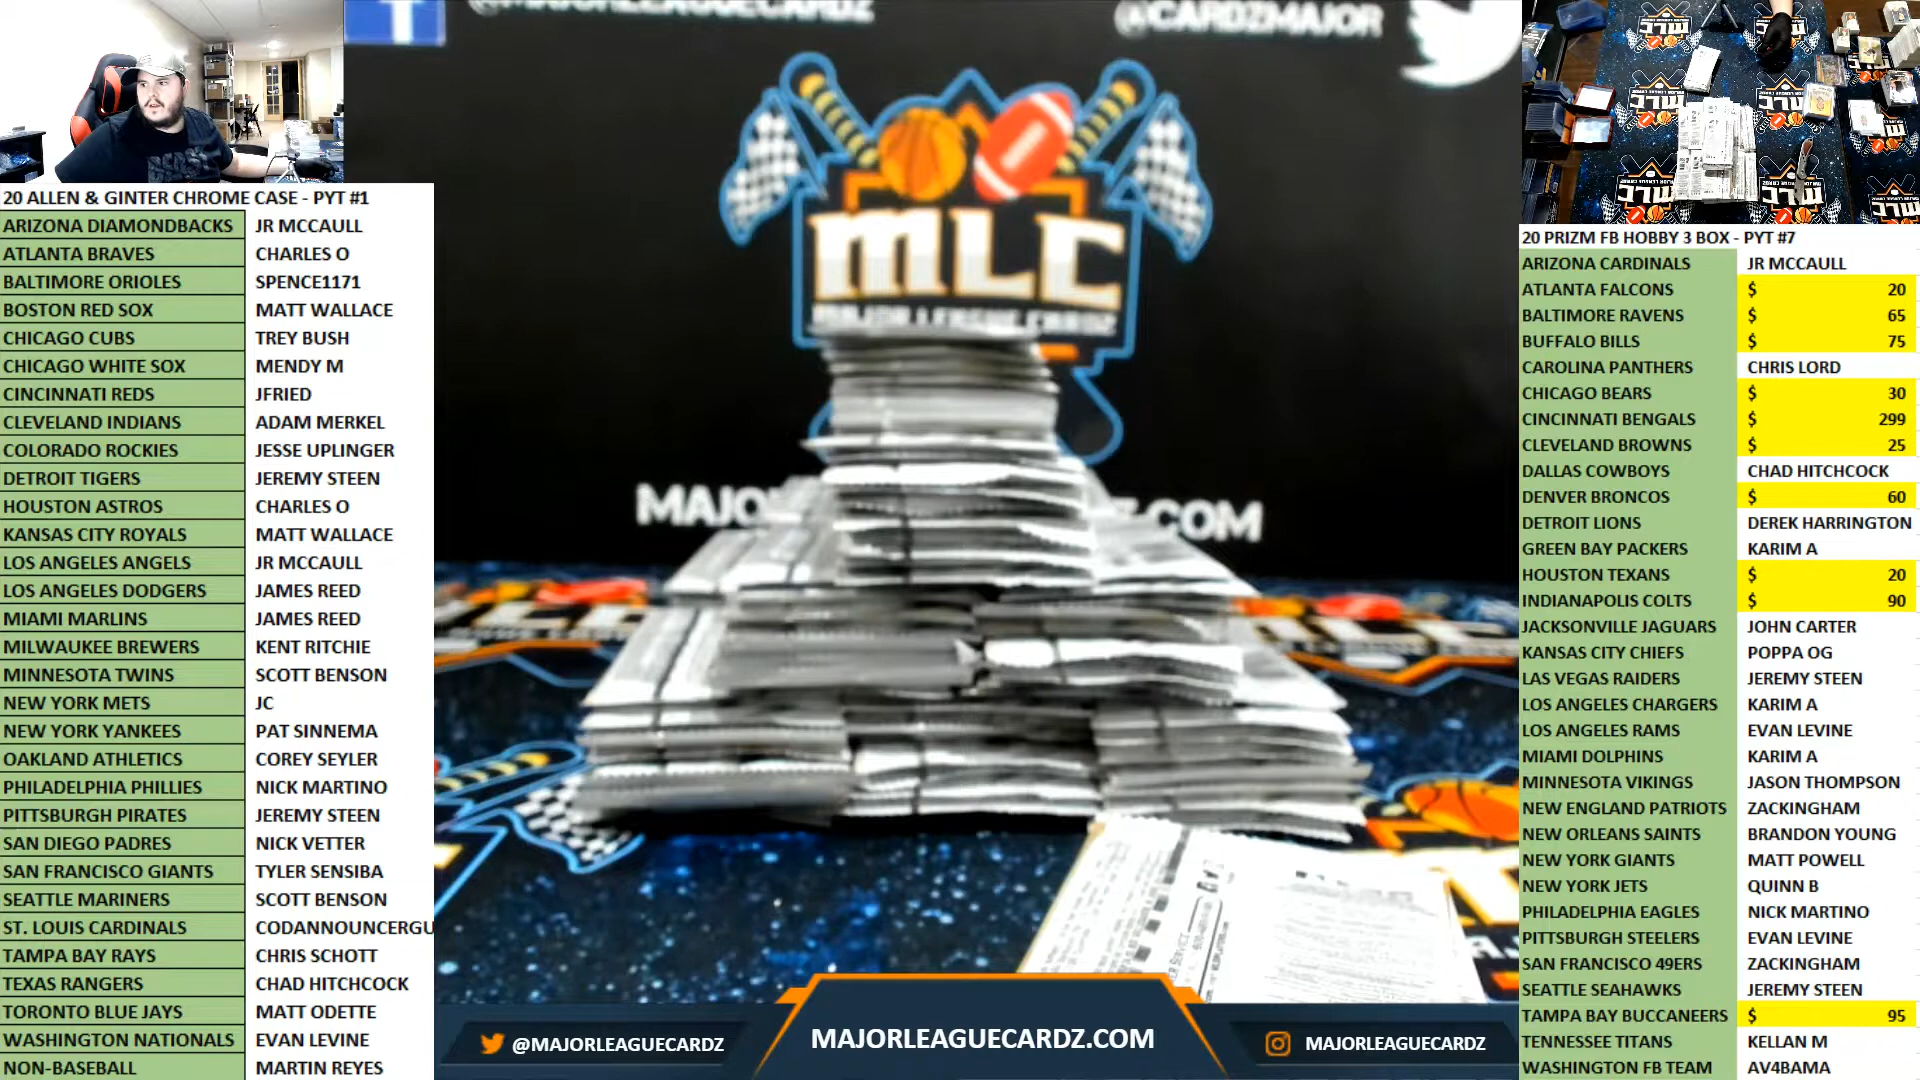 @MAJORLEAGUECARDZ
@CARDZMAJOR
MLC
MAJOR LEAGUE CARDZ
20 ALLEN & GINTER CHROME CASE - PYT #1
ARIZONA DIAMONDBACKS JR MCCAULL
ATLANTA BRAVES CHARLES O
BALTIMORE ORIOLES SPENCE1171
BOSTON RED SOX MATT WALLACE
CHICAGO CUBS TREY BUSH
CHICAGO WHITE SOX MENDY M
CINCINNATI REDS JFRIED
CLEVELAND INDIANS ADAM MERKEL
COLORADO ROCKIES JESSE UPLINGER
DETROIT TIGERS JEREMY STEEN
HOUSTON ASTROS CHARLES O
KANSAS CITY ROYALS MATT WALLACE
LOS ANGELES ANGELS JR MCCAULL
LOS ANGELES DODGERS JAMES REED
MIAMI MARLINS JAMES REED
MILWAUKEE BREWERS KENT RITCHIE
MINNESOTA TWINS SCOTT BENSON
NEW YORK METS JC
NEW YORK YANKEES PAT SINNEMA
OAKLAND ATHLETICS COREY SEYLER
PHILADELPHIA PHILLIES NICK MARTINO
PITTSBURGH PIRATES JEREMY STEEN
SAN DIEGO PADRES NICK VETTER
SAN FRANCISCO GIANTS TYLER SENSIBA
SEATTLE MARINERS SCOTT BENSON
ST. LOUIS CARDINALS CODANNOUNCERGU
TAMPA BAY RAYS CHRIS SCHOTT
TEXAS RANGERS CHAD HITCHCOCK
TORONTO BLUE JAYS MATT ODETTE
WASHINGTON NATIONALS EVAN LEVINE
NON-BASEBALL MARTIN REYES
20 PRIZM FB HOBBY 3 BOX - PYT #7
ARIZONA CARDINALS JR MCCAULL
ATLANTA FALCONS $ 20
BALTIMORE RAVENS $ 65
BUFFALO BILLS $ 75
CAROLINA PANTHERS CHRIS LORD
CHICAGO BEARS $ 30
CINCINNATI BENGALS $ 299
CLEVELAND BROWNS $ 25
DALLAS COWBOYS CHAD HITCHCOCK
DENVER BRONCOS $ 60
DETROIT LIONS DEREK HARRINGTON
GREEN BAY PACKERS KARIM A
HOUSTON TEXANS $ 20
INDIANAPOLIS COLTS $ 90
JACKSONVILLE JAGUARS JOHN CARTER
KANSAS CITY CHIEFS POPPA OG
LAS VEGAS RAIDERS JEREMY STEEN
LOS ANGELES CHARGERS KARIM A
LOS ANGELES RAMS EVAN LEVINE
MIAMI DOLPHINS KARIM A
MINNESOTA VIKINGS JASON THOMPSON
NEW ENGLAND PATRIOTS ZACKINGHAM
NEW ORLEANS SAINTS BRANDON YOUNG
NEW YORK GIANTS MATT POWELL
NEW YORK JETS QUINN B
PHILADELPHIA EAGLES NICK MARTINO
PITTSBURGH STEELERS EVAN LEVINE
SAN FRANCISCO 49ERS ZACKINGHAM
SEATTLE SEAHAWKS JEREMY STEEN
TAMPA BAY BUCCANEERS $ 95
TENNESSEE TITANS KELLAN M
WASHINGTON FB TEAM AV4BAMA
@MAJORLEAGUECARDZ
MAJORLEAGUECARDZ.COM
MAJORLEAGUECARDZ